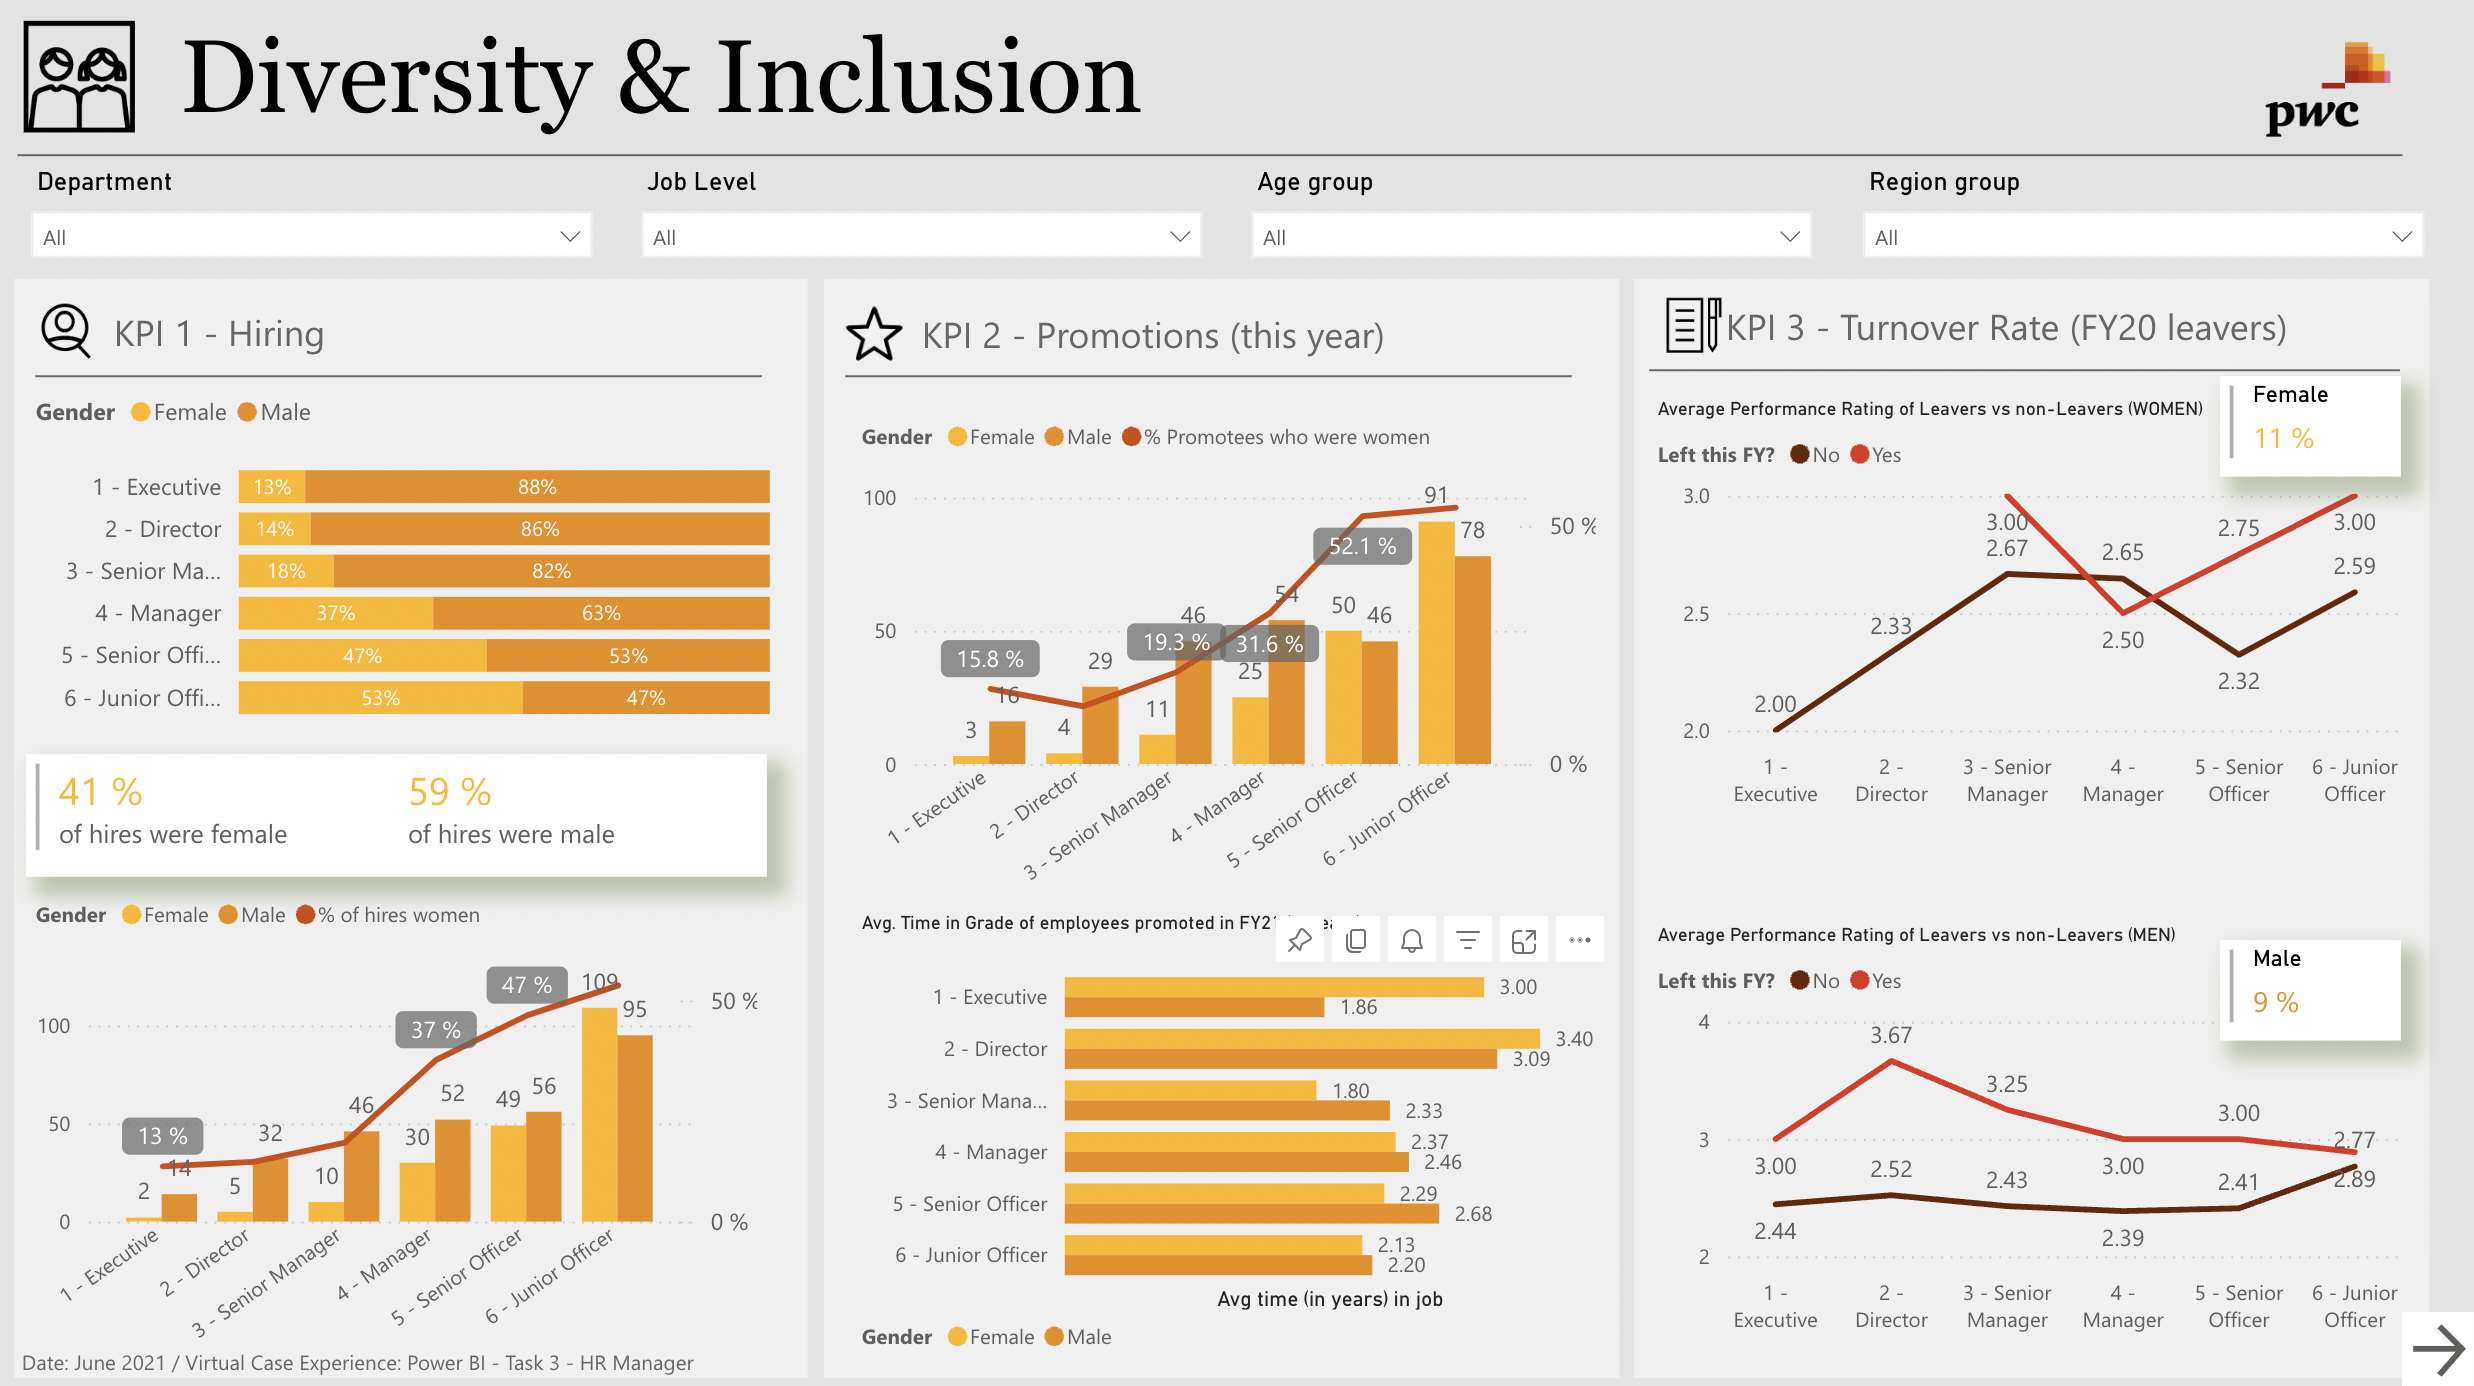 Diversity & Inclusion
pwc
Department
Job Level
Age group
Region group
All
All
All
All
KPI 1 - Hiring
Gender Female Male
1 - Executive 13% 88%
2 - Director 14% 86%
3 - Senior Ma... 18% 82%
4 - Manager 37% 63%
5 - Senior Offi... 47% 53%
6 - Junior Offi... 53% 47%
41 %
of hires were female
59 %
of hires were male
Gender Female Male % of hires women
100
50
0
50 %
0 %
13 %
37 %
47 %
2 14
5 32
10 46
30 52
49 56
109 95
1 - Executive
2 - Director
3 - Senior Manager
4 - Manager
5 - Senior Officer
6 - Junior Officer
Date: June 2021 / Virtual Case Experience: Power BI - Task 3 - HR Manager
KPI 2 - Promotions (this year)
Gender Female Male % Promotees who were women
100
50
0
50 %
0 %
15.8 %
19.3 %
31.6 %
52.1 %
3 16
4 29
11 46
25 54
50 46
91 78
1 - Executive
2 - Director
3 - Senior Manager
4 - Manager
5 - Senior Officer
6 - Junior Officer
Avg. Time in Grade of employees promoted in
1 - Executive 3.00 1.86
2 - Director 3.40 3.09
3 - Senior Mana... 1.80 2.33
4 - Manager 2.37 2.46
5 - Senior Officer 2.29 2.68
6 - Junior Officer 2.13 2.20
Avg time (in years) in job
Gender Female Male
KPI 3 - Turnover Rate (FY20 leavers)
Average Performance Rating of Leavers vs non-Leavers (WOMEN)
Left this FY? No Yes
Female
11 %
3.0
2.5
2.0
2.00
2.33
3.00
2.67
2.65
2.50
2.75
2.32
3.00
2.59
1 - Executive
2 - Director
3 - Senior Manager
4 - Manager
5 - Senior Officer
6 - Junior Officer
Average Performance Rating of Leavers vs non-Leavers (MEN)
Left this FY? No Yes
Male
9 %
4
3
2
3.00
2.44
3.67
2.52
3.25
2.43
3.00
2.39
3.00
2.41
2.77
2.89
1 - Executive
2 - Director
3 - Senior Manager
4 - Manager
5 - Senior Officer
6 - Junior Officer